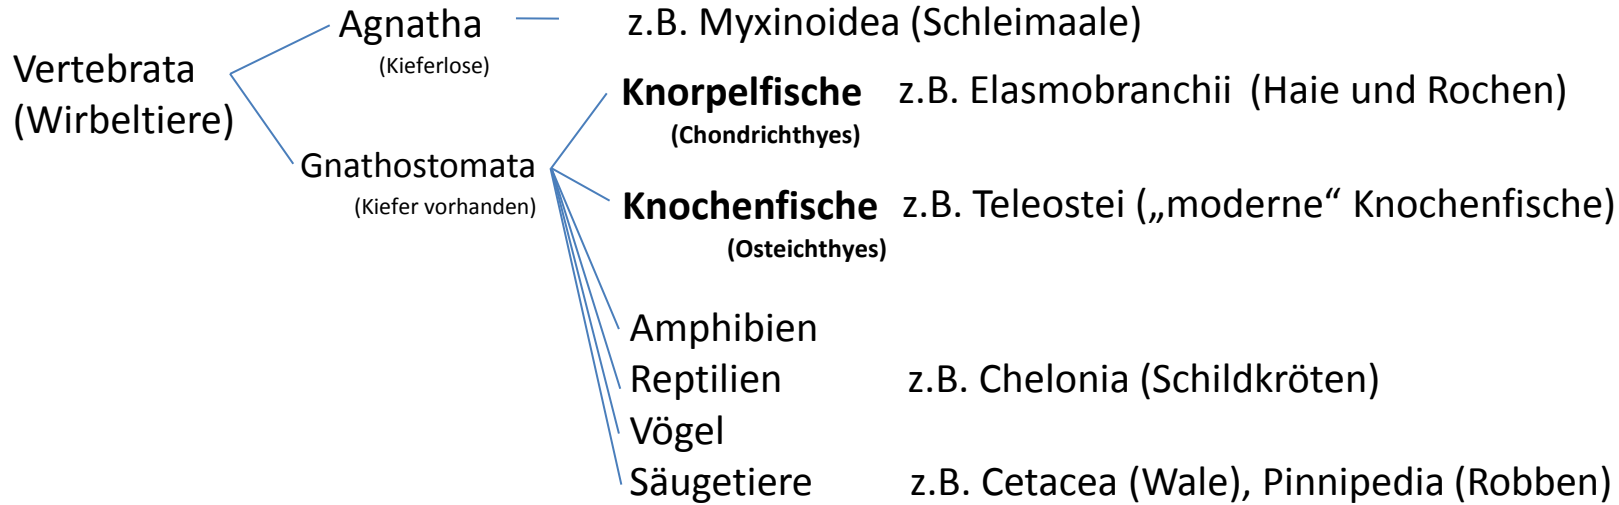 Agnatha z.B. Myxinoidea (Schleimaale)
(Kieferlose)
Vertebrata
(Wirbeltiere)
Knorpelfische z.B. Elasmobranchii (Haie und Rochen)
(Chondrichthyes)
Gnathostomata
(Kiefer vorhanden)
Knochenfische z.B. Teleostei („moderne“ Knochenfische)
(Osteichthyes)
Amphibien
Reptilien z.B. Chelonia (Schildkröten)
Vögel
Säugetiere z.B. Cetacea (Wale), Pinnipedia (Robben)